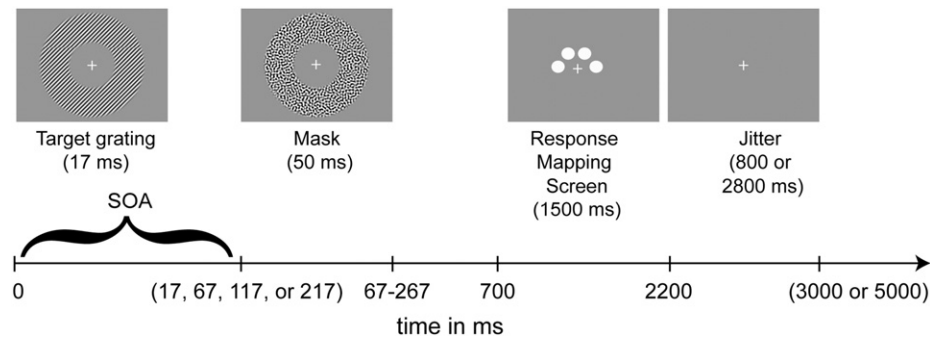 Target grating
(17 ms)
Mask
(50 ms)
Response
Mapping
Screen
(1500 ms)
Jitter
(800 or
2800 ms)
SOA
0
(17, 67, 117, or 217)
67-267
700
2200
(3000 or 5000)
time in ms